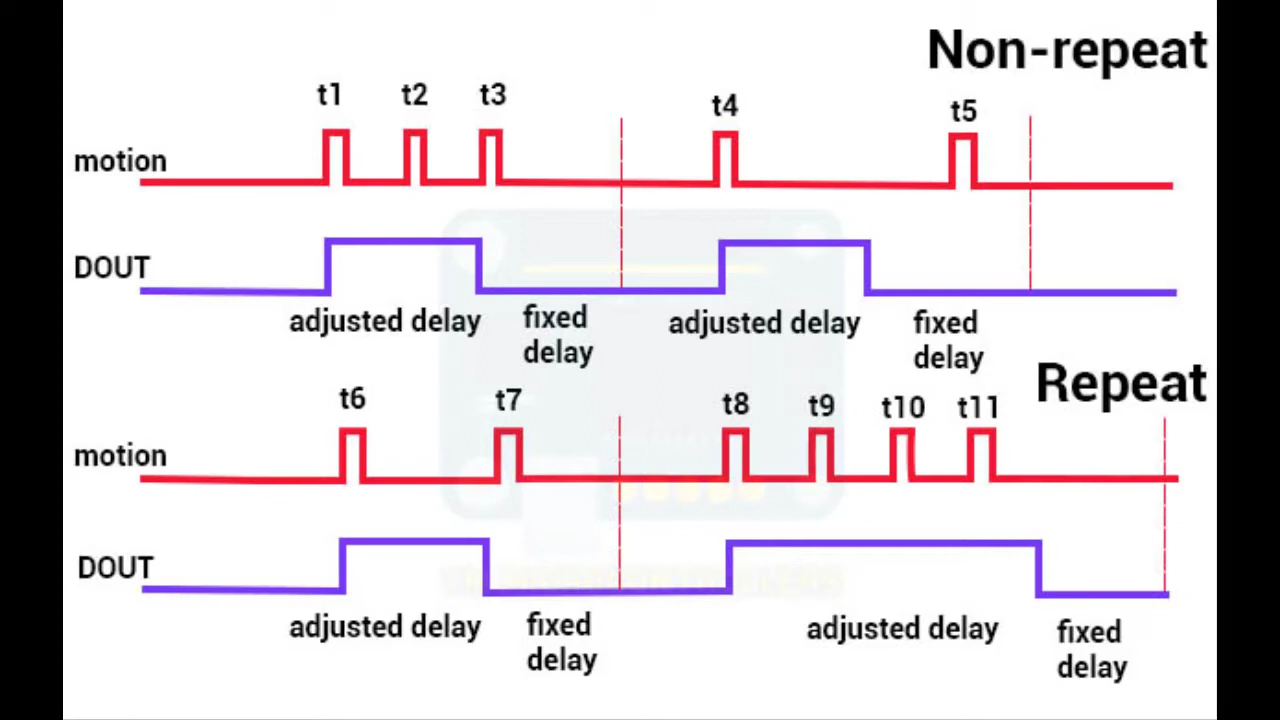 Non-repeat
t1 t2 t3 t4 t5
motion
DOUT
adjusted delay fixed delay adjusted delay fixed delay
Repeat
t6 t7 t8 t9 t10 t11
motion
DOUT
adjusted delay fixed delay adjusted delay fixed delay